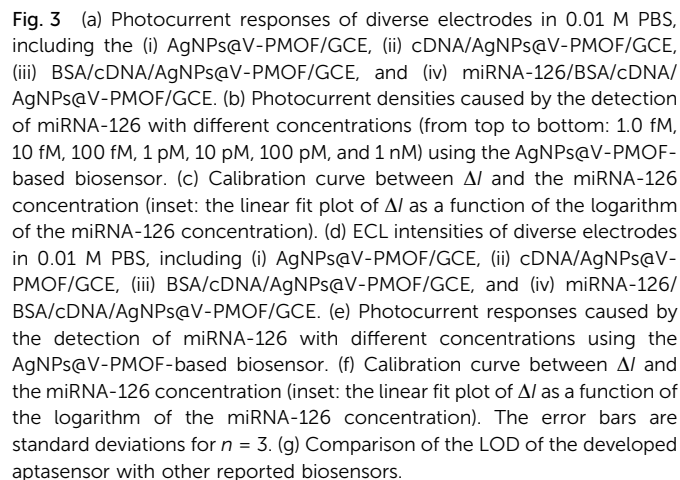 Fig. 3 (a) Photocurrent responses of diverse electrodes in 0.01 M PBS,
including the (i) AgNPs@V-PMOF/GCE, (ii) cDNA/AgNPs@V-PMOF/GCE,
(iii) BSA/cDNA/AgNPs@V-PMOF/GCE, and (iv) miRNA-126/BSA/cDNA/
AgNPs@V-PMOF/GCE. (b) Photocurrent densities caused by the detection
of miRNA-126 with different concentrations (from top to bottom: 1.0 fM,
10 fM, 100 fM, 1 pM, 10 pM, 100 pM, and 1 nM) using the AgNPs@V-PMOF-
based biosensor. (c) Calibration curve between ΔI and the miRNA-126
concentration (inset: the linear fit plot of ΔI as a function of the logarithm
of the miRNA-126 concentration). (d) ECL intensities of diverse electrodes
in 0.01 M PBS, including (i) AgNPs@V-PMOF/GCE, (ii) cDNA/AgNPs@V-
PMOF/GCE, (iii) BSA/cDNA/AgNPs@V-PMOF/GCE, and (iv) miRNA-126/
BSA/cDNA/AgNPs@V-PMOF/GCE. (e) Photocurrent responses caused by
the detection of miRNA-126 with different concentrations using the
AgNPs@V-PMOF-based biosensor. (f) Calibration curve between ΔI and
the miRNA-126 concentration (inset: the linear fit plot of ΔI as a function of
the logarithm of the miRNA-126 concentration). The error bars are
standard deviations for n = 3. (g) Comparison of the LOD of the developed
aptasensor with other reported biosensors.